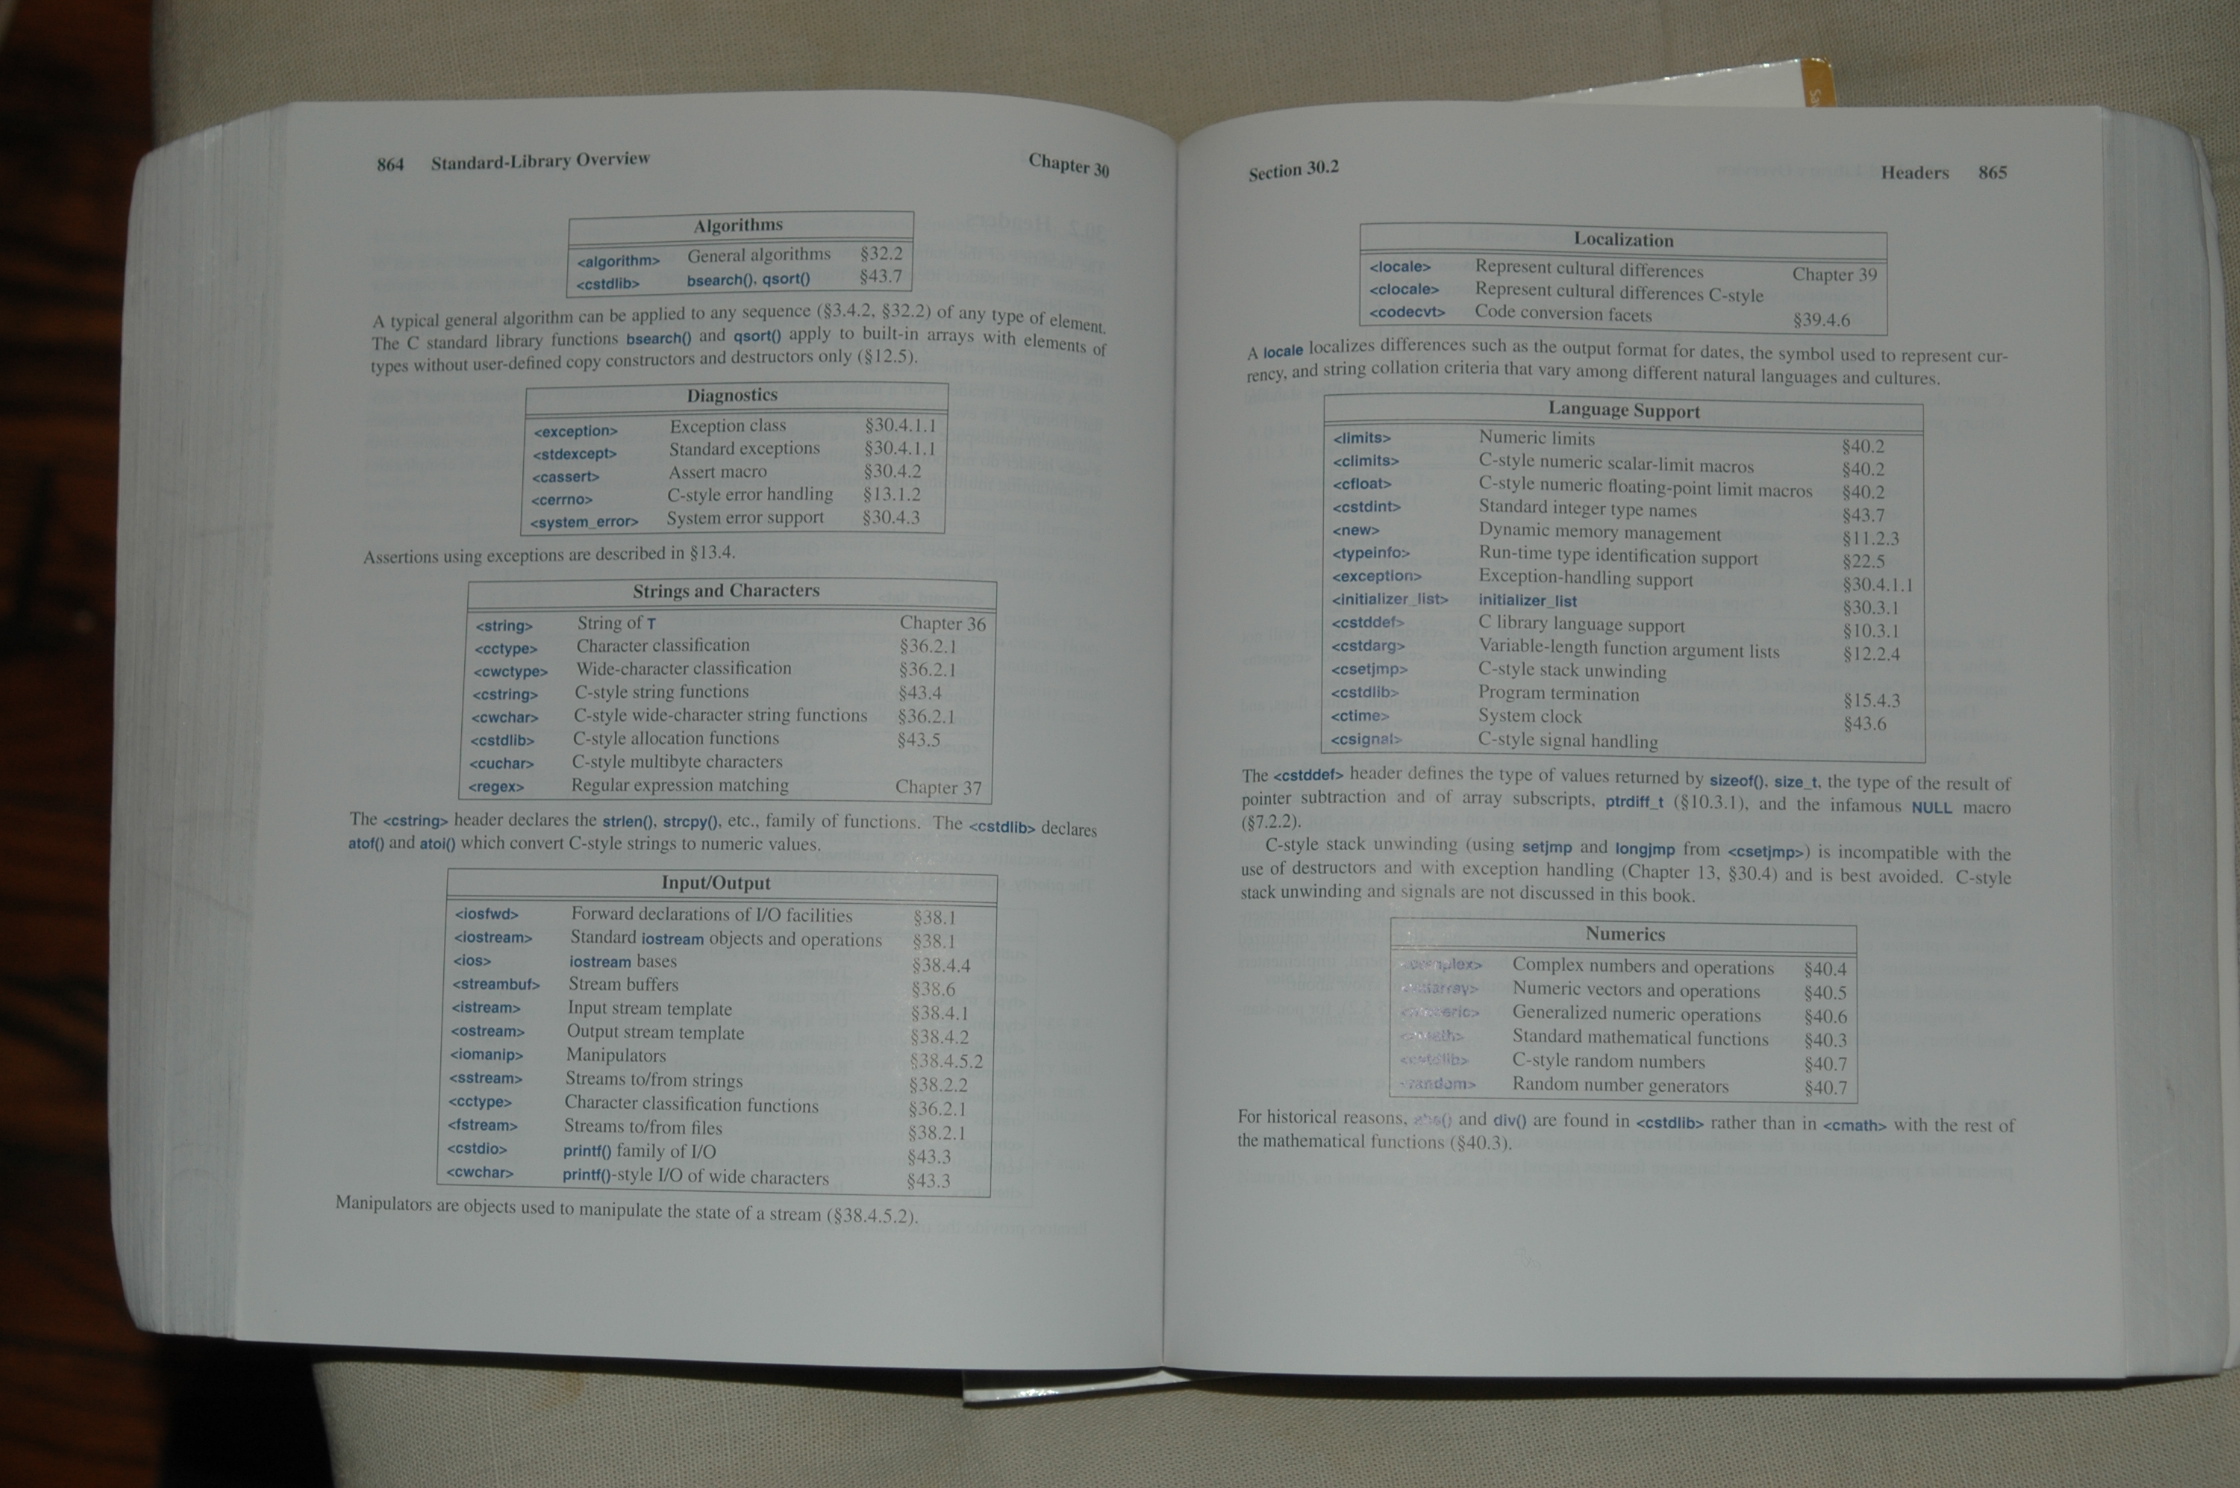 864 Standard-Library Overview Chapter 30
Algorithms
<algorithm> General algorithms §32.2
<cstdlib> bsearch(), qsort() §43.7
A typical general algorithm can be applied to any sequence (§3.4.2, §32.2) of any type of element.
The C standard library functions bsearch() and qsort() apply to built-in arrays with elements of
types without user-defined copy constructors and destructors only (§12.5).
Diagnostics
<exception> Exception class §30.4.1.1
<stdexcept> Standard exceptions §30.4.1.1
<cassert> Assert macro §30.4.2
<cerrno> C-style error handling §13.1.2
<system_error> System error support §30.4.3
Assertions using exceptions are described in §13.4.
Strings and Characters
<string> String of T Chapter 36
<cctype> Character classification §36.2.1
<cwctype> Wide-character classification §36.2.1
<cstring> C-style string functions §43.4
<cwchar> C-style wide-character string functions §36.2.1
<cstdlib> C-style allocation functions §43.5
<cuchar> C-style multibyte characters
<regex> Regular expression matching Chapter 37
The <cstring> header declares the strlen(), strcpy(), etc., family of functions. The <cstdlib> declares
atof() and atoi() which convert C-style strings to numeric values.
Input/Output
<iosfwd> Forward declarations of I/O facilities §38.1
<iostream> Standard iostream objects and operations §38.1
<ios> iostream bases §38.4.4
<streambuf> Stream buffers §38.6
<istream> Input stream template §38.4.1
<ostream> Output stream template §38.4.2
<iomanip> Manipulators §38.4.5.2
<sstream> Streams to/from strings §38.2.2
<cctype> Character classification functions §36.2.1
<fstream> Streams to/from files §38.2.1
<cstdio> printf() family of I/O §43.3
<cwchar> printf()-style I/O of wide characters §43.3
Manipulators are objects used to manipulate the state of a stream (§38.4.5.2).
Section 30.2 Headers 865
Localization
<locale> Represent cultural differences Chapter 39
<clocale> Represent cultural differences C-style
<codecvt> Code conversion facets §39.4.6
A locale localizes differences such as the output format for dates, the symbol used to represent cur-
rency, and string collation criteria that vary among different natural languages and cultures.
Language Support
<limits> Numeric limits §40.2
<climits> C-style numeric scalar-limit macros §40.2
<cfloat> C-style numeric floating-point limit macros §40.2
<cstdint> Standard integer type names §43.7
<new> Dynamic memory management §11.2.3
<typeinfo> Run-time type identification support §22.5
<exception> Exception-handling support §30.4.1.1
<initializer_list> initializer_list §30.3.1
<cstddef> C library language support §10.3.1
<cstdarg> Variable-length function argument lists §12.2.4
<csetjmp> C-style stack unwinding
<cstdlib> Program termination §15.4.3
<ctime> System clock §43.6
<csignal> C-style signal handling
The <cstddef> header defines the type of values returned by sizeof(), size_t, the type of the result of
pointer subtraction and of array subscripts, ptrdiff_t (§10.3.1), and the infamous NULL macro
(§7.2.2).
C-style stack unwinding (using setjmp and longjmp from <csetjmp>) is incompatible with the
use of destructors and with exception handling (Chapter 13, §30.4) and is best avoided. C-style
stack unwinding and signals are not discussed in this book.
Numerics
<complex> Complex numbers and operations §40.4
Numeric vectors and operations §40.5
<numeric> Generalized numeric operations §40.6
<cmath> Standard mathematical functions §40.3
<cstdlib> C-style random numbers §40.7
<random> Random number generators §40.7
For historical reasons, abs() and div() are found in <cstdlib> rather than in <cmath> with the rest of
the mathematical functions (§40.3).